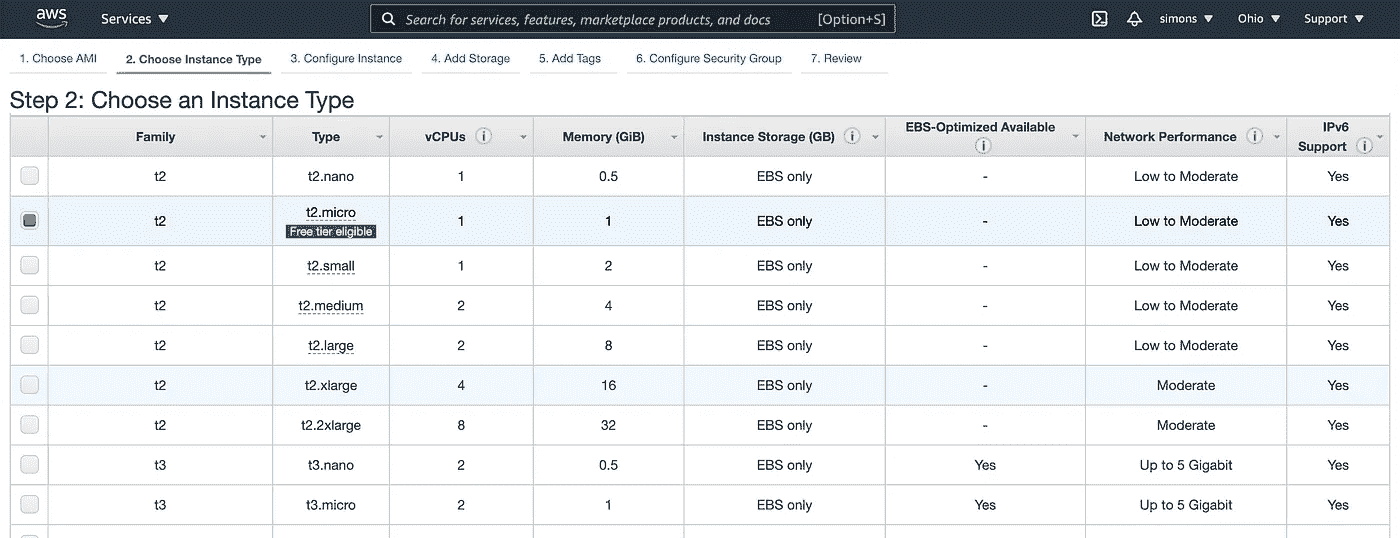 aws Services Search for services, features, marketplace products, and docs [Option+S] simons Ohio Support
1. Choose AMI 2. Choose Instance Type 3. Configure Instance 4. Add Storage 5. Add Tags 6. Configure Security Group 7. Review
Step 2: Choose an Instance Type
Family Type vCPUs i Memory (GiB) Instance Storage (GB) i EBS-Optimized Available i Network Performance i IPv6 Support i
t2 t2.nano 1 0.5 EBS only - Low to Moderate Yes
t2 t2.micro Free tier eligible 1 1 EBS only - Low to Moderate Yes
t2 t2.small 1 2 EBS only - Low to Moderate Yes
t2 t2.medium 2 4 EBS only - Low to Moderate Yes
t2 t2.large 2 8 EBS only - Low to Moderate Yes
t2 t2.xlarge 4 16 EBS only - Moderate Yes
t2 t2.2xlarge 8 32 EBS only - Moderate Yes
t3 t3.nano 2 0.5 EBS only Yes Up to 5 Gigabit Yes
t3 t3.micro 2 1 EBS only Yes Up to 5 Gigabit Yes